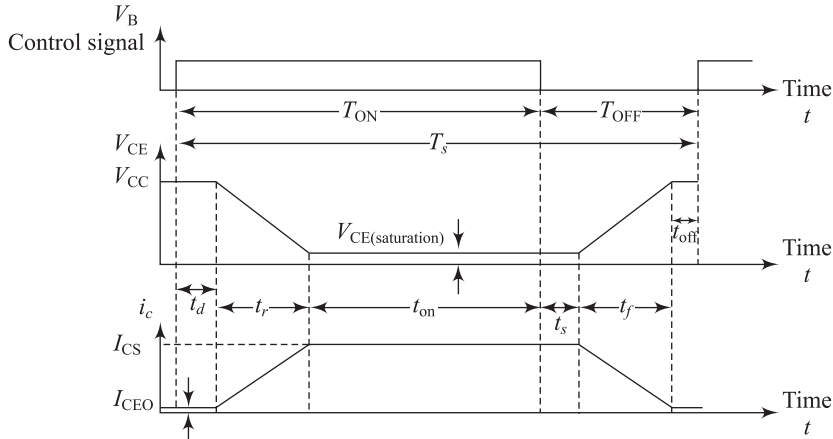 V_B
Control signal
Time
t
T_ON
T_OFF
T_s
V_CE
V_CC
V_CE(saturation)
t_off
Time
t
t_d
t_r
t_on
t_s
t_f
i_c
I_CS
I_CEO
Time
t